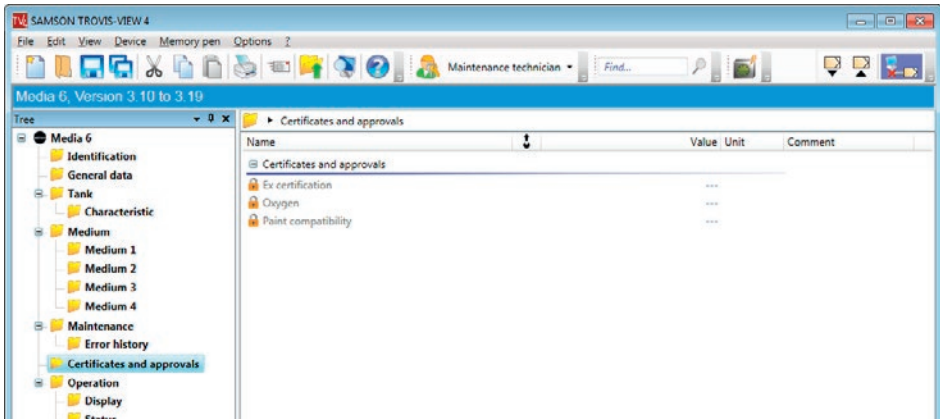 SAMSON TROVIS-VIEW 4
File Edit View Device Memory pen Options ?
Maintenance technician Find...
Media 6, Version 3.10 to 3.19
Tree
Certificates and approvals
Name Value Unit Comment
Media 6
Identification
General data
Tank
Characteristic
Medium
Medium 1
Medium 2
Medium 3
Medium 4
Maintenance
Error history
Certificates and approvals
Operation
Display
Status
Certificates and approvals
Ex certification ---
Oxygen ---
Paint compatibility ---